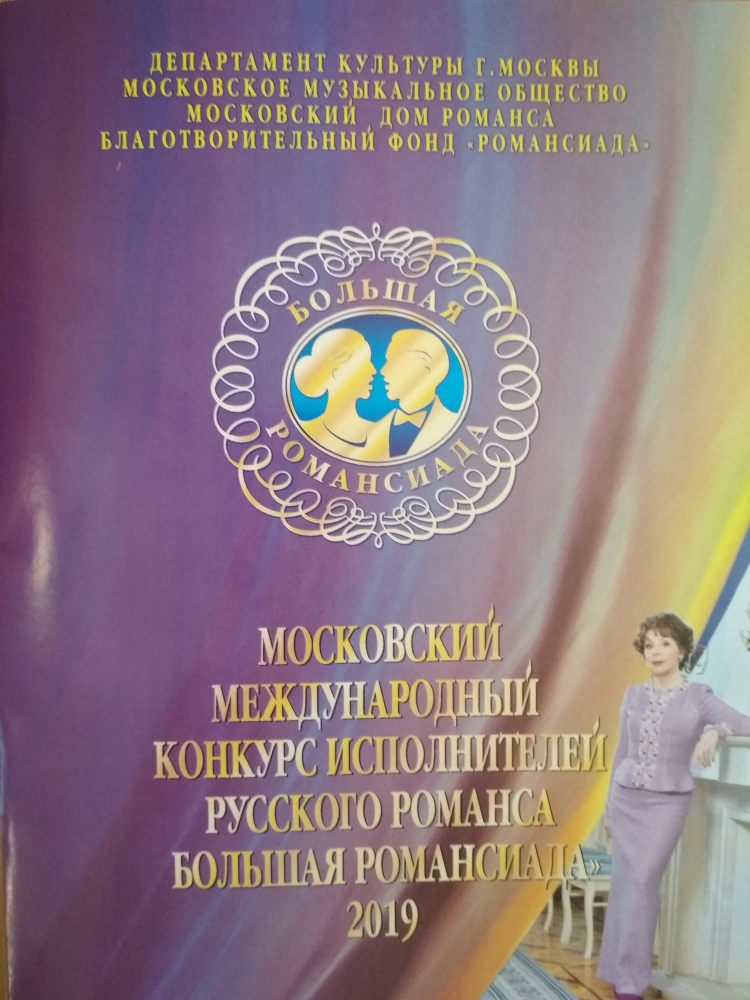 ДЕПАРТАМЕНТ КУЛЬТУРЫ Г.МОСКВЫ
МОСКОВСКОЕ МУЗЫКАЛЬНОЕ ОБЩЕСТВО
МОСКОВСКИЙ ДОМ РОМАНСА
БЛАГОТВОРИТЕЛЬНЫЙ ФОНД «РОМАНСИАДА»
БОЛЬШАЯ
РОМАНСИАДА
МОСКОВСКИЙ
МЕЖДУНАРОДНЫЙ
КОНКУРС ИСПОЛНИТЕЛЕЙ
РУССКОГО РОМАНСА
БОЛЬШАЯ РОМАНСИАДА»
2019